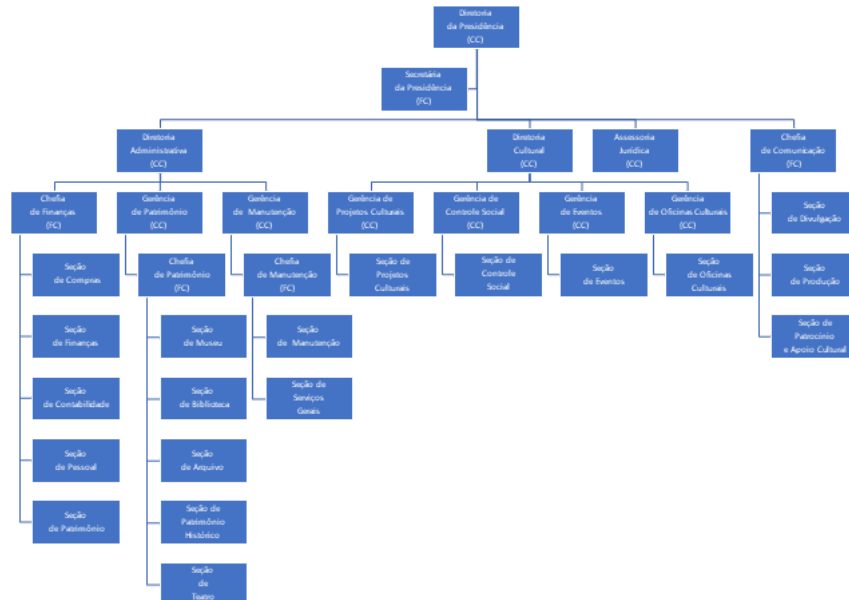 Diretoria
da Presidência
(CC)
Secretária
da Presidência
(FC)
Diretoria
Administrativa
(CC)
Diretoria
Cultural
(CC)
Assessoria
Jurídica
(CC)
Chefia
de Comunicação
(FC)
Chefia
de Finanças
(FC)
Gerência
de Patrimônio
(CC)
Gerência
de Manutenção
(CC)
Gerência de
Projetos Culturais
(CC)
Gerência de
Controle Social
(CC)
Gerência
de Eventos
(CC)
Gerência
de Oficinas Culturais
(CC)
Seção
de Divulgação
Seção
de Compras
Chefia
de Patrimônio
(FC)
Chefia
de Manutenção
(FC)
Seção de
Projetos
Culturais
Seção de
Controle
Social
Seção
de Eventos
Seção
de Oficinas
Culturais
Seção
de Produção
Seção
de Finanças
Seção
de Museu
Seção
de Manutenção
Seção de
Patrocínio
e Apoio Cultural
Seção
de Contabilidade
Seção
de Biblioteca
Seção de
Serviços
Gerais
Seção
de Pessoal
Seção
de Arquivo
Seção
de Patrimônio
Seção de
Patrimônio
Histórico
Seção
de
Teatro